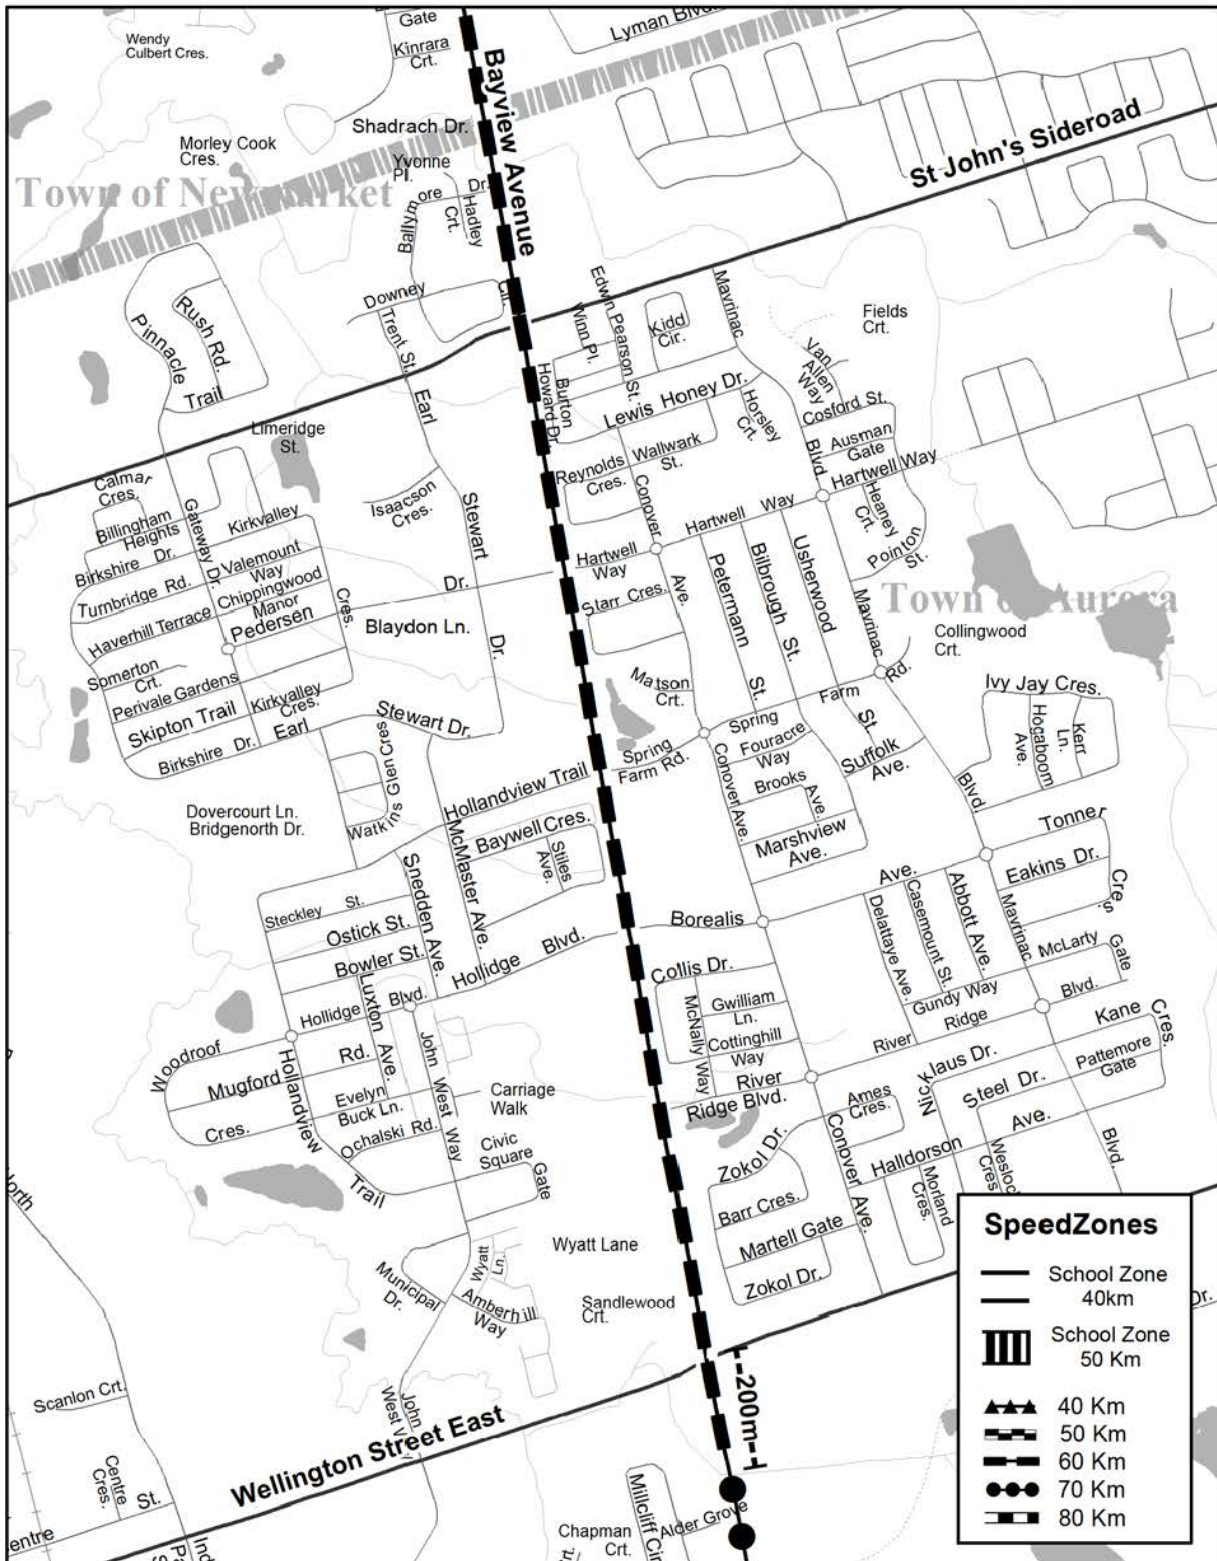 Gate
Kinrara
Crt.
Wendy
Culbert Cres.
Lyman Blvd.
Bayview Avenue
Shadrach Dr.
Morley Cook
Cres.
Yvonne
Pl.
Town of Newmarket
St John's Sideroad
Ballymore
Dr.
Hadley
Crt.
Downey
Cir.
Trent St.
Rush Rd.
Pinnacle
Trail
Edwin Pearson St.
Winn Pl.
Kidd
Cir.
Mavrinac
Fields
Crt.
Van
Allen
Way
Earl
Burton
Howard Dr.
Lewis Honey Dr.
Horsley
Crt.
Cosford St.
Ausman
Gate
Blvd
Hartwell Way
Limeridge
St.
Reynolds
Cres.
Wallwark
St.
Calmar
Cres.
Billingham
Heights
Gateway Dr.
Kirkvalley
Isaacson
Cres.
Stewart
Conover
Hartwell Way
Heaney
Crt.
Pointon
St.
Birkshire Dr.
Valemount
Way
Turnbridge Rd.
Chippingwood
Manor
Haverhill Terrace
Pedersen
Cres.
Dr.
Blaydon Ln.
Hartwell
Way
Starr Cres.
Ave.
Petermann
St.
Bilbrough
St.
Usherwood
St.
Mavrinac
Town of Aurora
Collingwood
Crt.
Somerton
Crt.
Perivale Gardens
Skipton Trail
Kirkvalley
Cres.
Birkshire Dr.
Earl
Stewart Dr.
Dr.
Matson
Crt.
Spring
Farm
Rd.
Ivy Jay Cres.
Hogaboom
Ave.
Kerr
Ln.
Spring
Farm Rd.
Fouracre
Way
Suffolk
Ave.
Brooks
Ave.
Conover Ave.
Marshview
Ave.
Blvd
Hollandview Trail
Watkins Glen Cres.
Dovercourt Ln.
Bridgenorth Dr.
McMaster Ave.
Baywell Cres.
Stiles
Ave.
Snedden Ave.
Tonner
Cres.
Eakins Dr.
Steckley St.
Ostick St.
Bowler St.
Hollidge Blvd.
Borealis
Ave.
Delattaye Ave.
Casemount St.
Abbott Ave.
Mavrinac
McLarty
Gate
Collis Dr.
Gwilliam
Ln.
McNally Way
Cottinghill
Way
Gundy Way
River
Ridge
Blvd.
Hollidge Blvd.
Luxton
Ave.
John
West
Way
Woodroof
Mugford
Rd.
Cres.
Evelyn
Buck Ln.
Hollandview
Trail
Ochalski Rd.
Carriage
Walk
Civic
Square
Gate
River
Ridge Blvd.
Nic Klaus Dr.
Kane
Cres.
Pattemore
Gate
Steel Dr.
Ames
Cres.
Zokol Dr.
Conover
Ave.
Halldorson
Ave.
Blvd.
Barr Cres.
Martell Gate
Zokol Dr.
Morland
Cres.
Wesloc
Cres
North
Wyatt
Ln.
Wyatt Lane
Municipal
Dr.
Amberhill
Way
Sandlewood
Crt.
Dr.
Scanlon Crt.
John
West W y
Wellington Street East
200m
Centre
Cres.
St.
entre
Ind
Millcliff Cir
Alder Grove
Chapman
Crt.
SpeedZones
School Zone
40km
School Zone
50 Km
40 Km
50 Km
60 Km
70 Km
80 Km